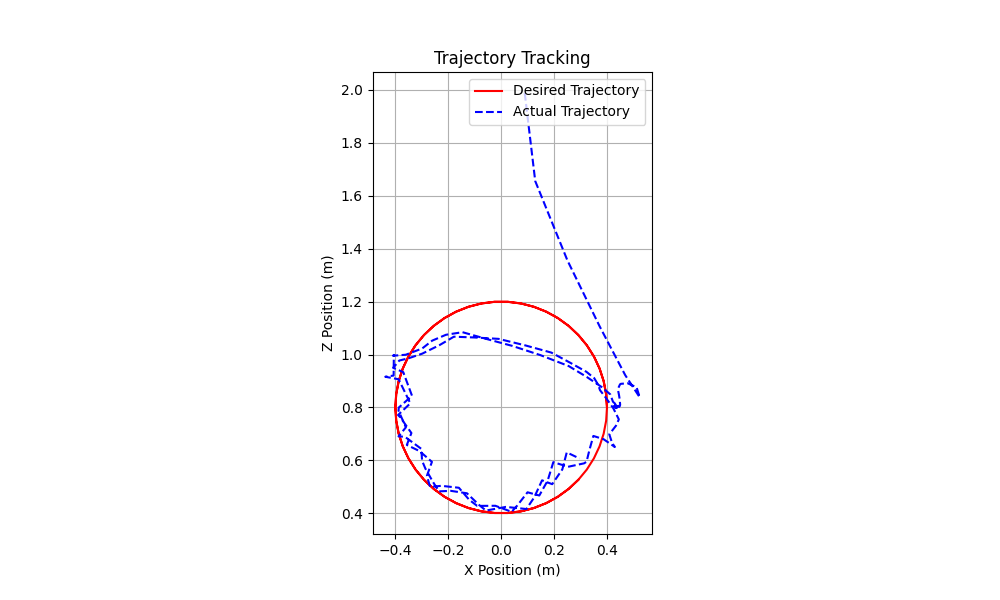 Trajectory Tracking
Desired Trajectory
Actual Trajectory
2.0
1.8
1.6
1.4
1.2
1.0
0.8
0.6
0.4
Z Position (m)
−0.4 −0.2 0.0 0.2 0.4
X Position (m)